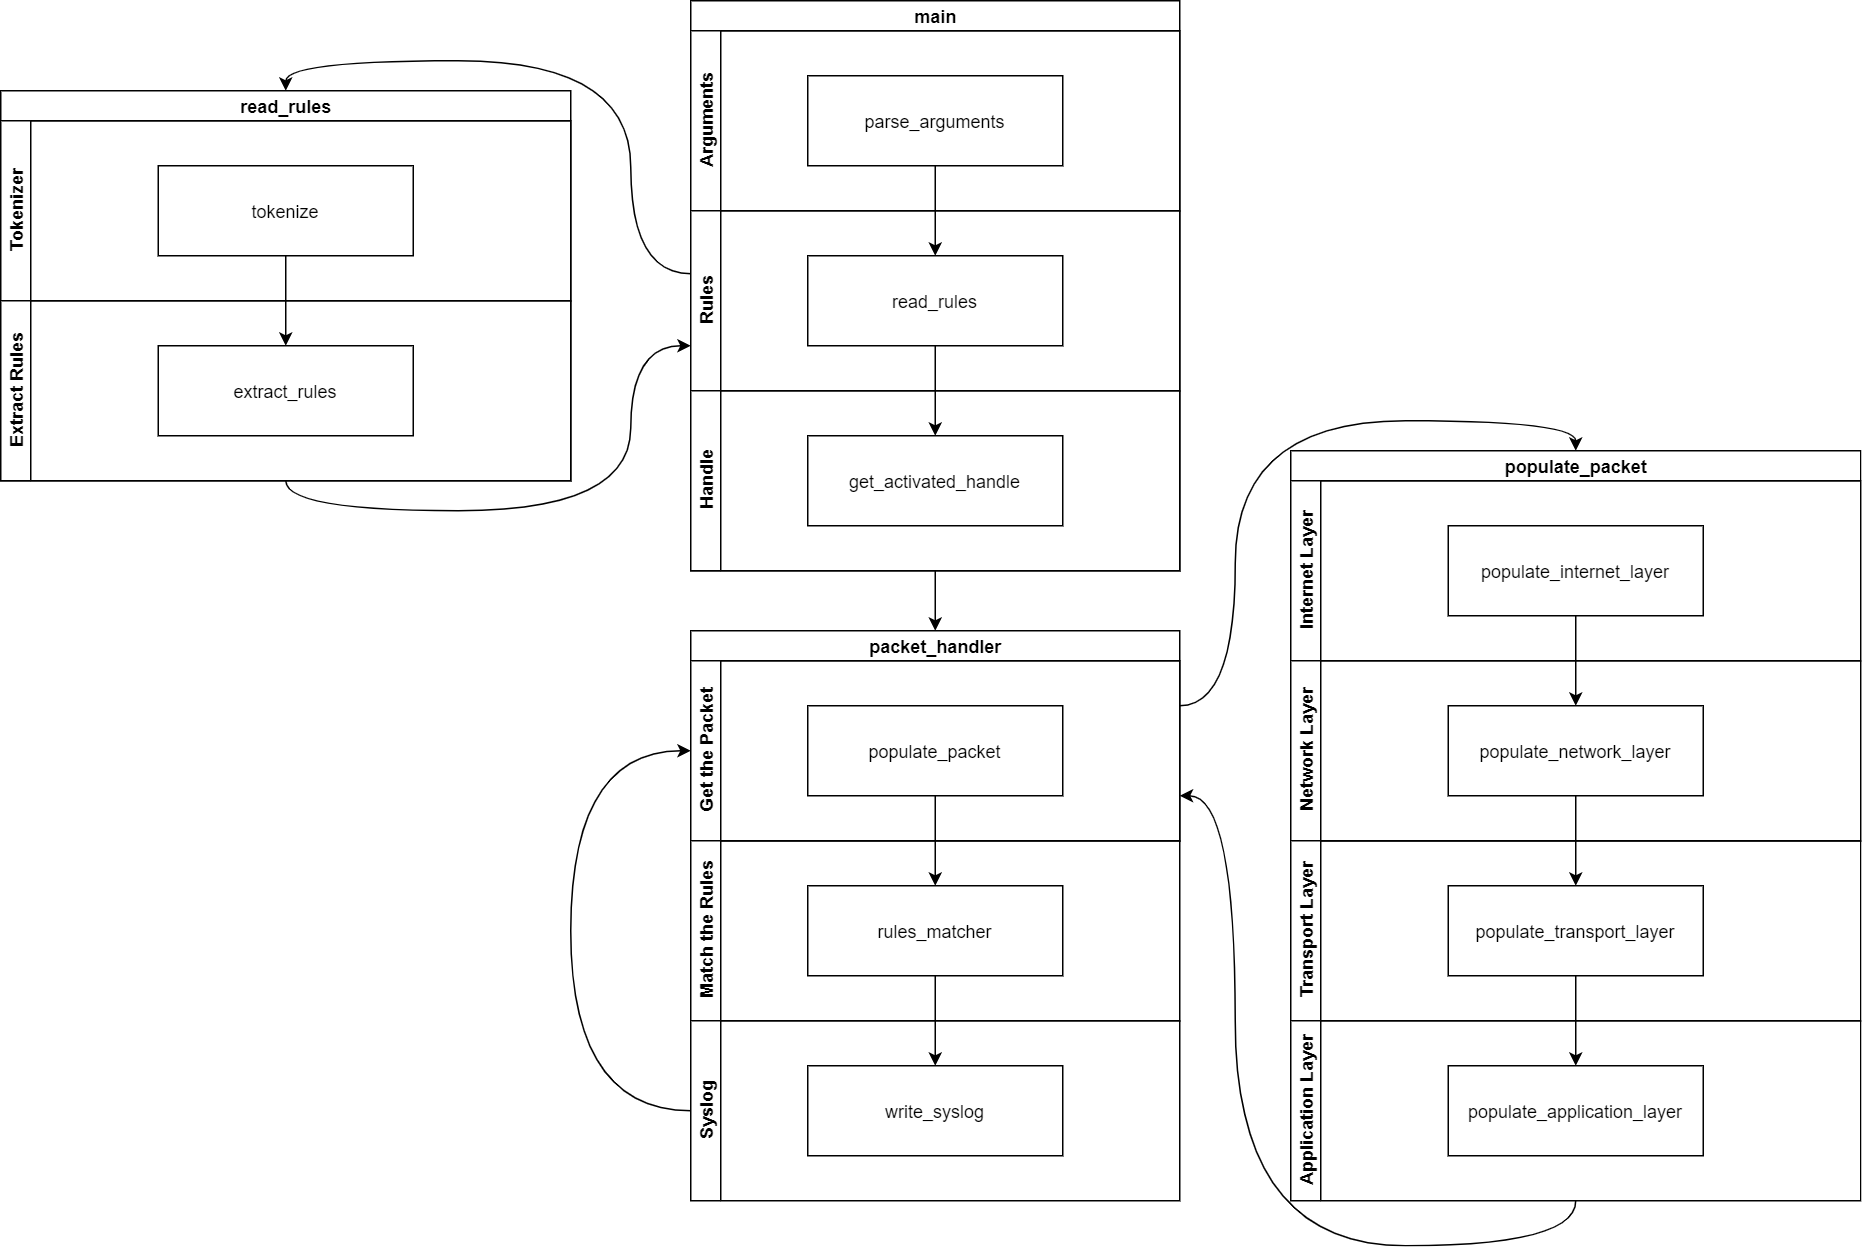 main
Arguments
parse_arguments
Rules
read_rules
Handle
get_activated_handle
read_rules
Tokenizer
tokenize
Extract Rules
extract_rules
packet_handler
Get the Packet
populate_packet
Match the Rules
rules_matcher
Syslog
write_syslog
populate_packet
Internet Layer
populate_internet_layer
Network Layer
populate_network_layer
Transport Layer
populate_transport_layer
Application Layer
populate_application_layer